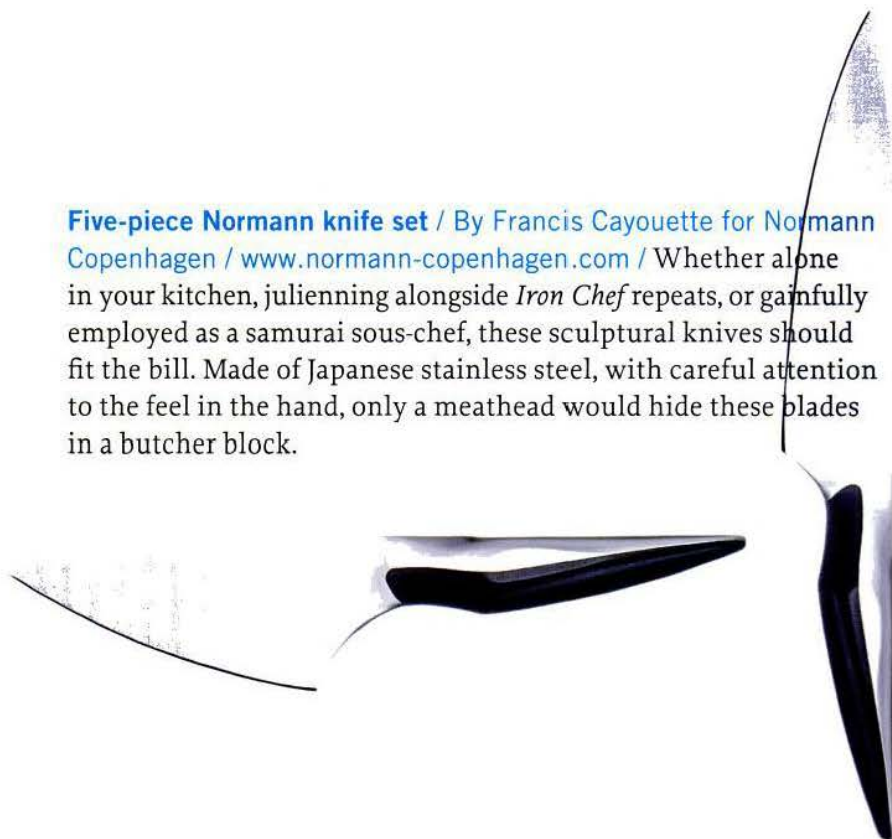 Five-piece Normann knife set / By Francis Cayouette for Normann
Copenhagen / www.normann-copenhagen.com / Whether alone
in your kitchen, julienning alongside Iron Chef repeats, or gainfully
employed as a samurai sous-chef, these sculptural knives should
fit the bill. Made of Japanese stainless steel, with careful attention
to the feel in the hand, only a meathead would hide these blades
in a butcher block.